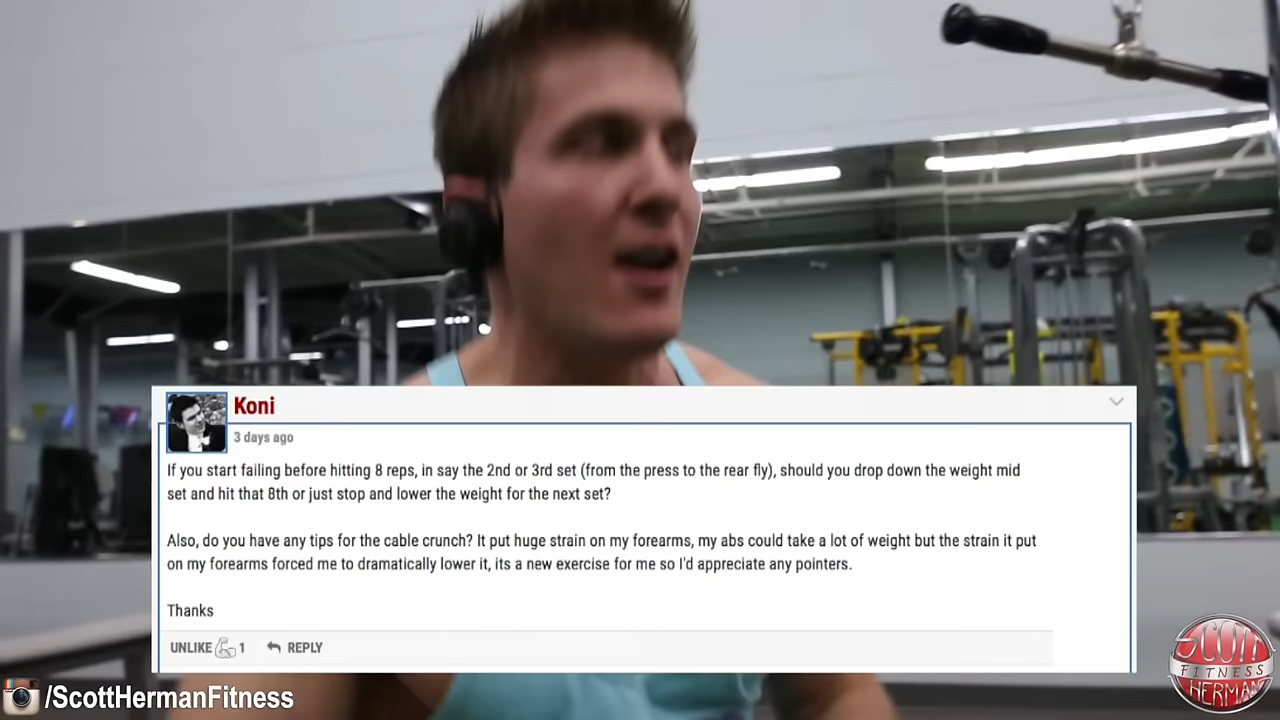 Koni
3 days ago
If you start failing before hitting 8 reps, in say the 2nd or 3rd set (from the press to the rear fly), should you drop down the weight mid
set and hit that 8th or just stop and lower the weight for the next set?
Also, do you have any tips for the cable crunch? It put huge strain on my forearms, my abs could take a lot of weight but the strain it put
on my forearms forced me to dramatically lower it, its a new exercise for me so I'd appreciate any pointers.
Thanks
UNLIKE 1 REPLY
/ScottHermanFitness
SCOTT
FITNESS
HERMAN